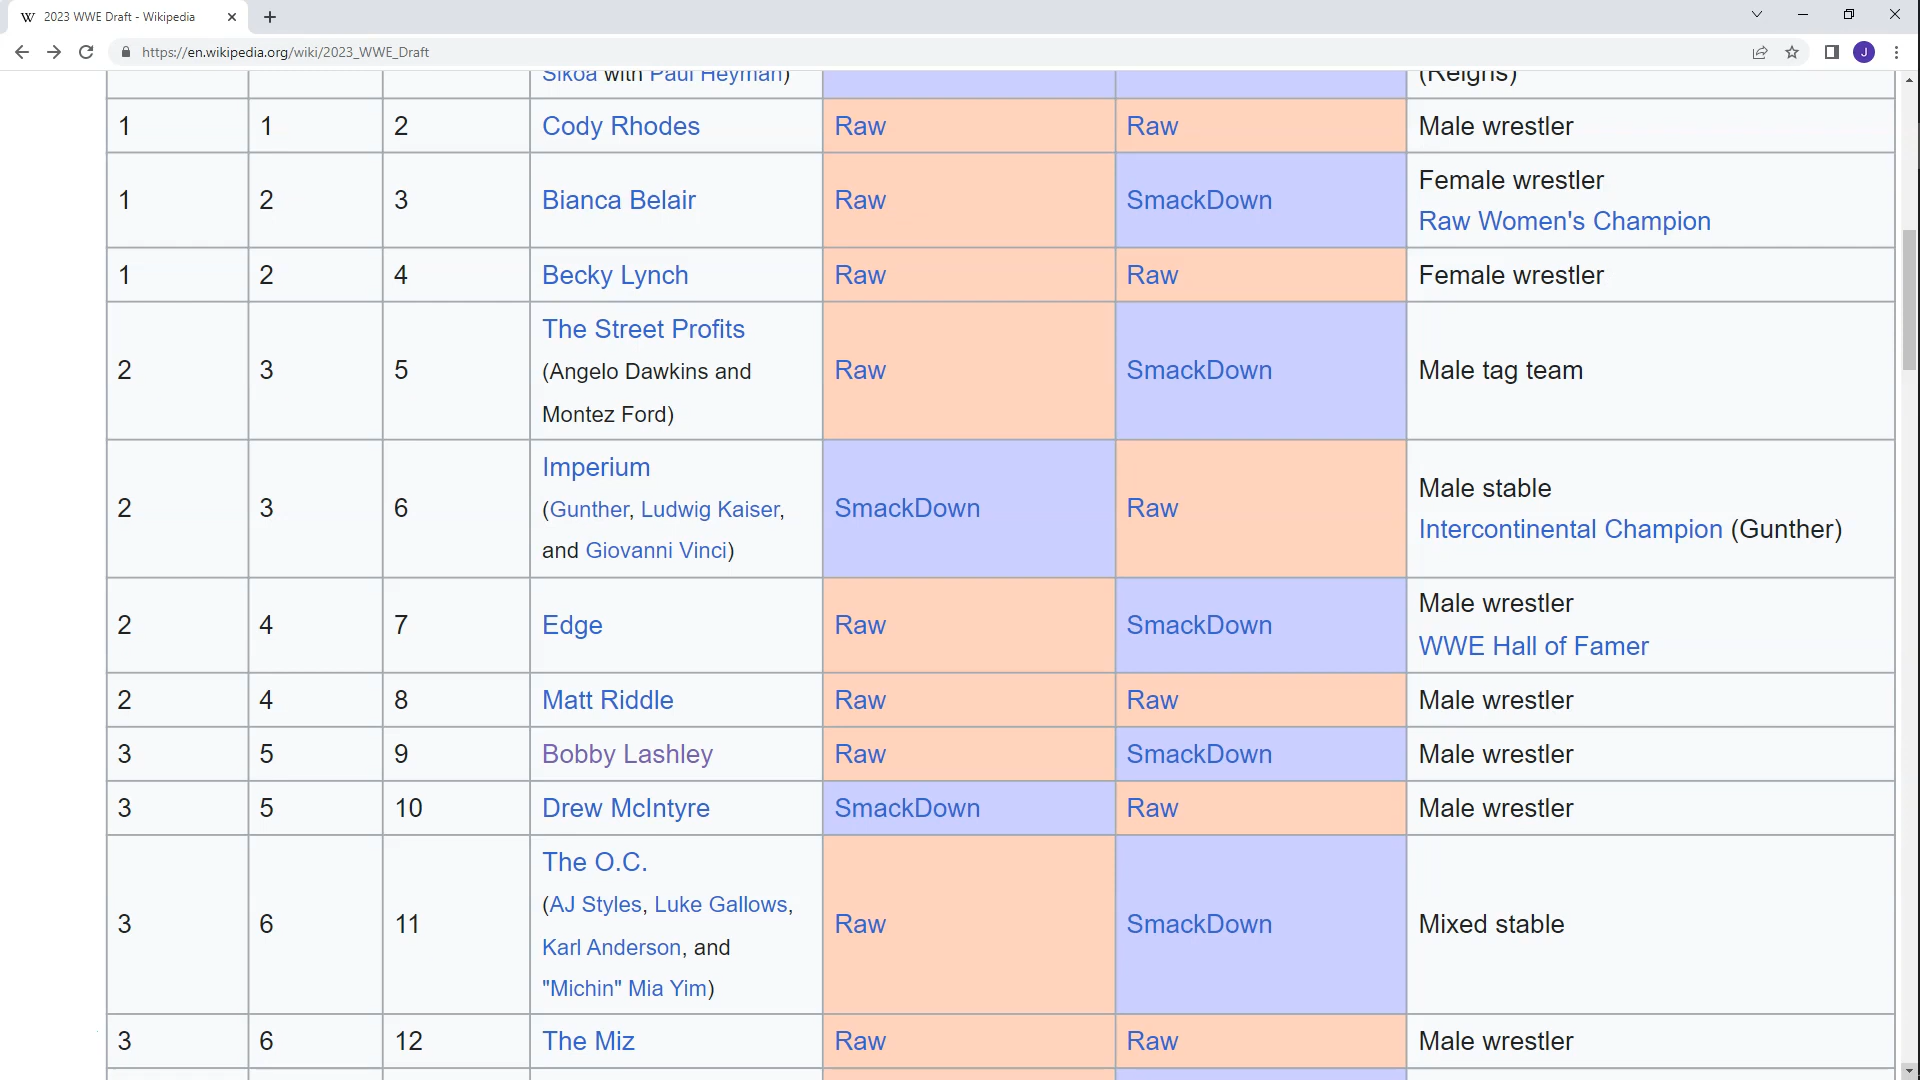 2023 WWE Draft - Wikipedia
https://en.wikipedia.org/wiki/2023_WWE_Draft
J
Sikoa with Paul Heyman) (Reigns)
1 1 2 Cody Rhodes Raw Raw Male wrestler
1 2 3 Bianca Belair Raw SmackDown Female wrestler
Raw Women's Champion
1 2 4 Becky Lynch Raw Raw Female wrestler
2 3 5 The Street Profits Raw SmackDown Male tag team
(Angelo Dawkins and
Montez Ford)
2 3 6 Imperium SmackDown Raw Male stable
(Gunther, Ludwig Kaiser, Intercontinental Champion (Gunther)
and Giovanni Vinci)
2 4 7 Edge Raw SmackDown Male wrestler
WWE Hall of Famer
2 4 8 Matt Riddle Raw Raw Male wrestler
3 5 9 Bobby Lashley Raw SmackDown Male wrestler
3 5 10 Drew McIntyre SmackDown Raw Male wrestler
3 6 11 The O.C. Raw SmackDown Mixed stable
(AJ Styles, Luke Gallows,
Karl Anderson, and
"Michin" Mia Yim)
3 6 12 The Miz Raw Raw Male wrestler